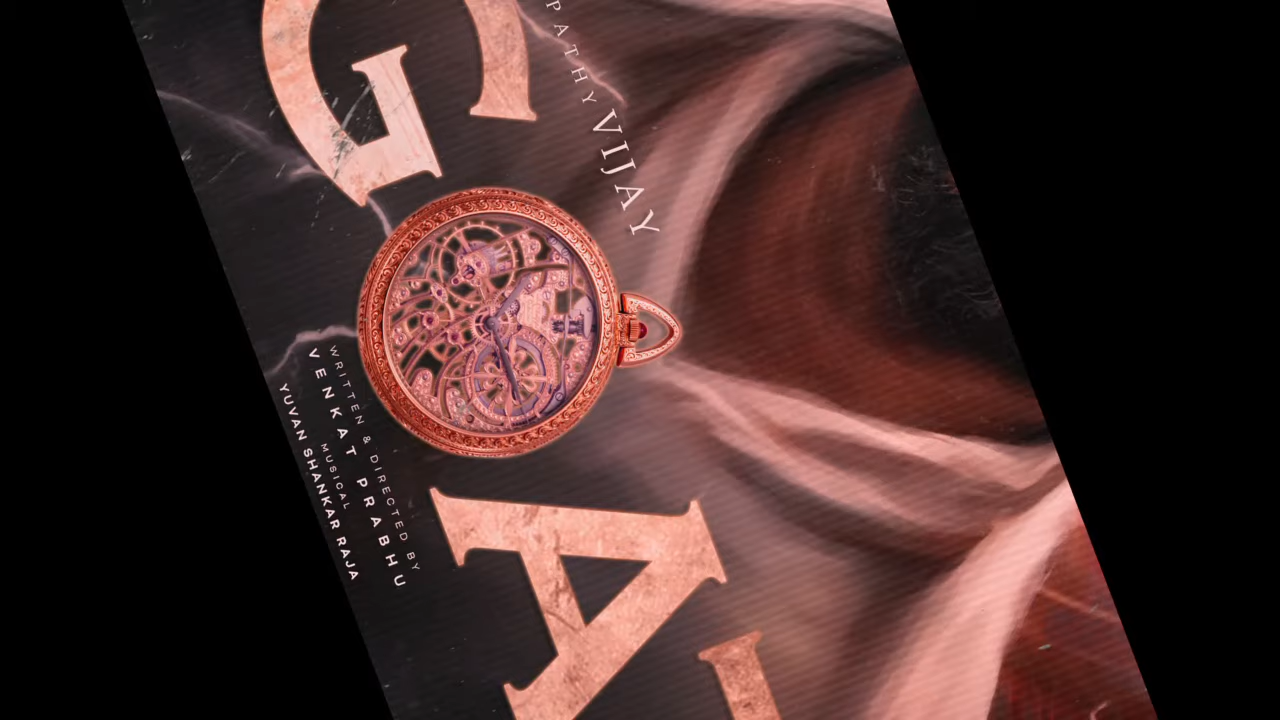 PATHY VIJAY
G A T
WRITTEN & DIRECTED BY
VENKAT PRABHU
MUSICAL
YUVAN SHANKAR RAJA